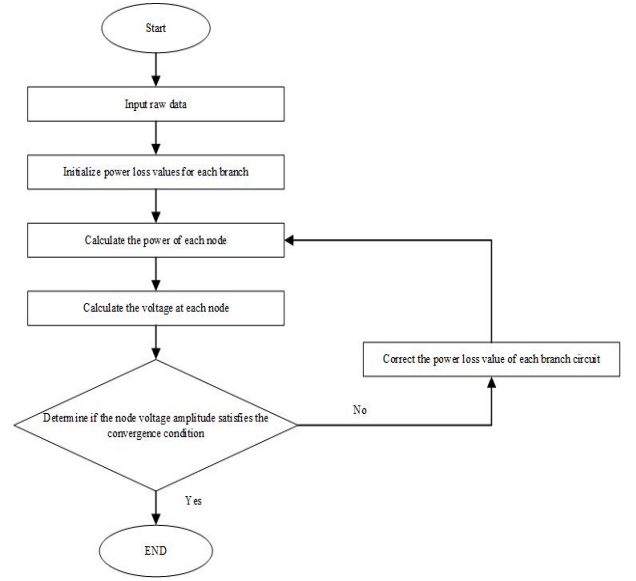 Start
Input raw data
Initialize power loss values for each branch
Calculate the power of each node
Calculate the voltage at each node
Correct the power loss value of each branch circuit
Determine if the node voltage amplitude satisfies the
convergence condition
No
Yes
END